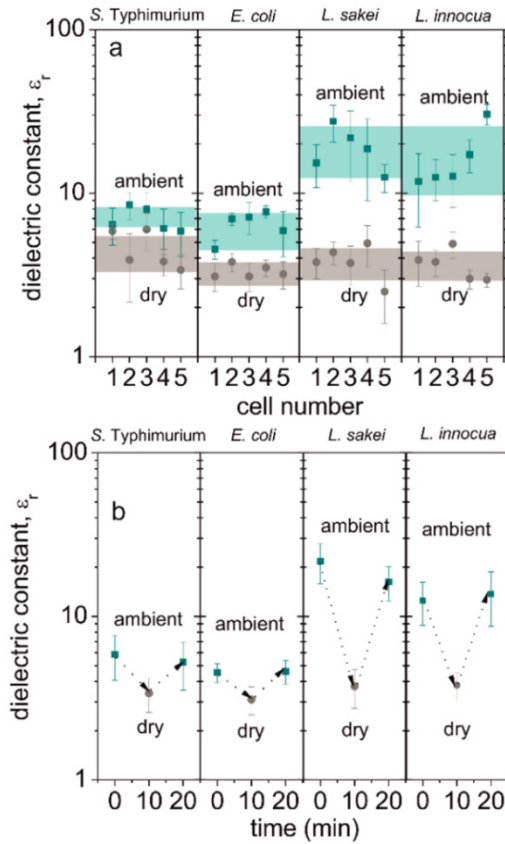 S. Typhimurium E. coli L. sakei L. innocua
100
a
ambient ambient ambient ambient
10
dry dry dry dry
1
dielectric constant, εr
1 2 3 4 5 1 2 3 4 5 1 2 3 4 5 1 2 3 4 5
cell number
S. Typhimurium E. coli L. sakei L. innocua
100
b
ambient ambient ambient ambient
10
dry dry dry dry
1
dielectric constant, εr
0 10 20 0 10 20 0 10 20 0 10 20
time (min)